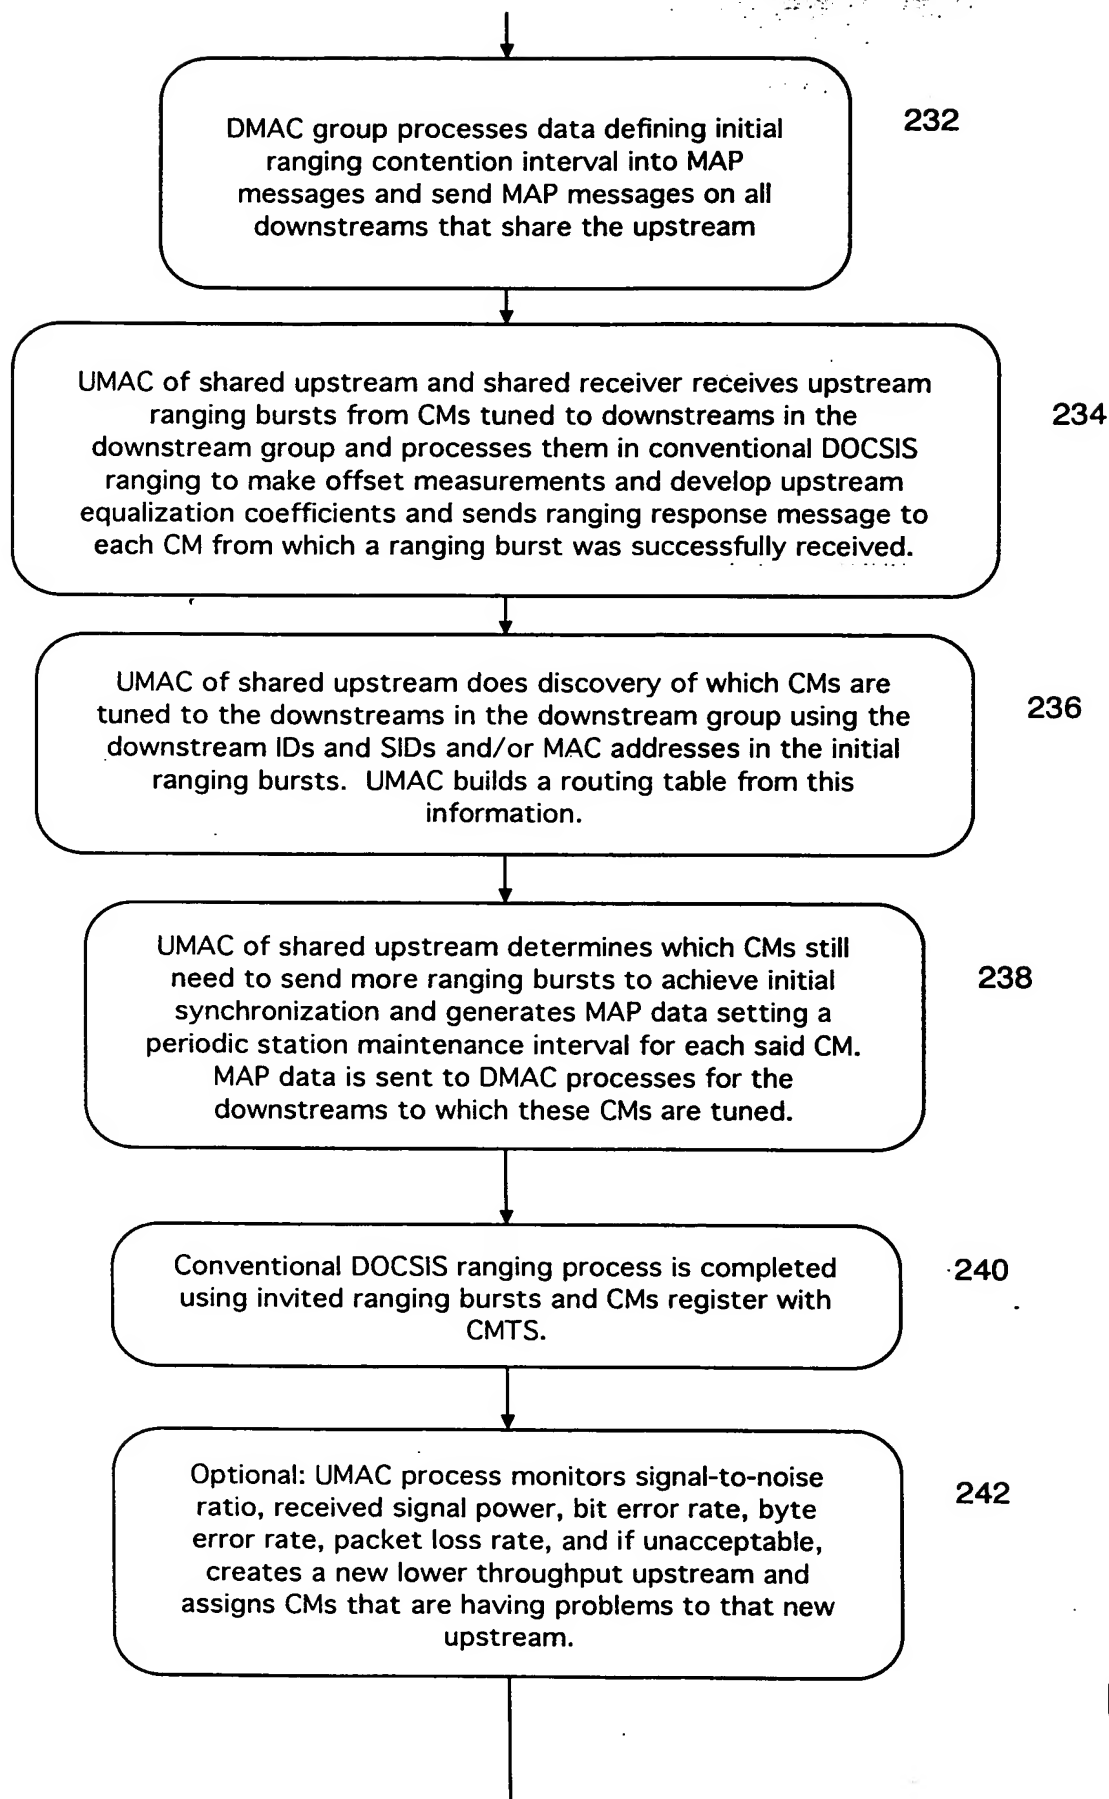 DMAC group processes data defining initial
ranging contention interval into MAP
messages and send MAP messages on all
downstreams that share the upstream
232
UMAC of shared upstream and shared receiver receives upstream
ranging bursts from CMs tuned to downstreams in the
downstream group and processes them in conventional DOCSIS
ranging to make offset measurements and develop upstream
equalization coefficients and sends ranging response message to
each CM from which a ranging burst was successfully received.
234
UMAC of shared upstream does discovery of which CMs are
tuned to the downstreams in the downstream group using the
downstream IDs and SIDs and/or MAC addresses in the initial
ranging bursts. UMAC builds a routing table from this
information.
236
UMAC of shared upstream determines which CMs still
need to send more ranging bursts to achieve initial
synchronization and generates MAP data setting a
periodic station maintenance interval for each said CM.
MAP data is sent to DMAC processes for the
downstreams to which these CMs are tuned.
238
Conventional DOCSIS ranging process is completed
using invited ranging bursts and CMs register with
CMTS.
240
Optional: UMAC process monitors signal-to-noise
ratio, received signal power, bit error rate, byte
error rate, packet loss rate, and if unacceptable,
creates a new lower throughput upstream and
assigns CMs that are having problems to that new
upstream.
242